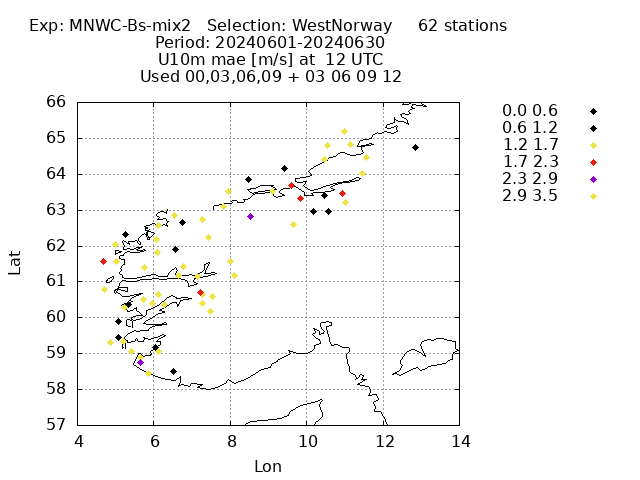 Exp: MNWC-Bs-mix2 Selection: WestNorway 62 stations
Period: 20240601-20240630
U10m mae [m/s] at 12 UTC
Used 00,03,06,09 + 03 06 09 12
66
65
64
63
62
61
60
59
58
57
4 6 8 10 12 14
Lat
Lon
0.0 0.6
0.6 1.2
1.2 1.7
1.7 2.3
2.3 2.9
2.9 3.5